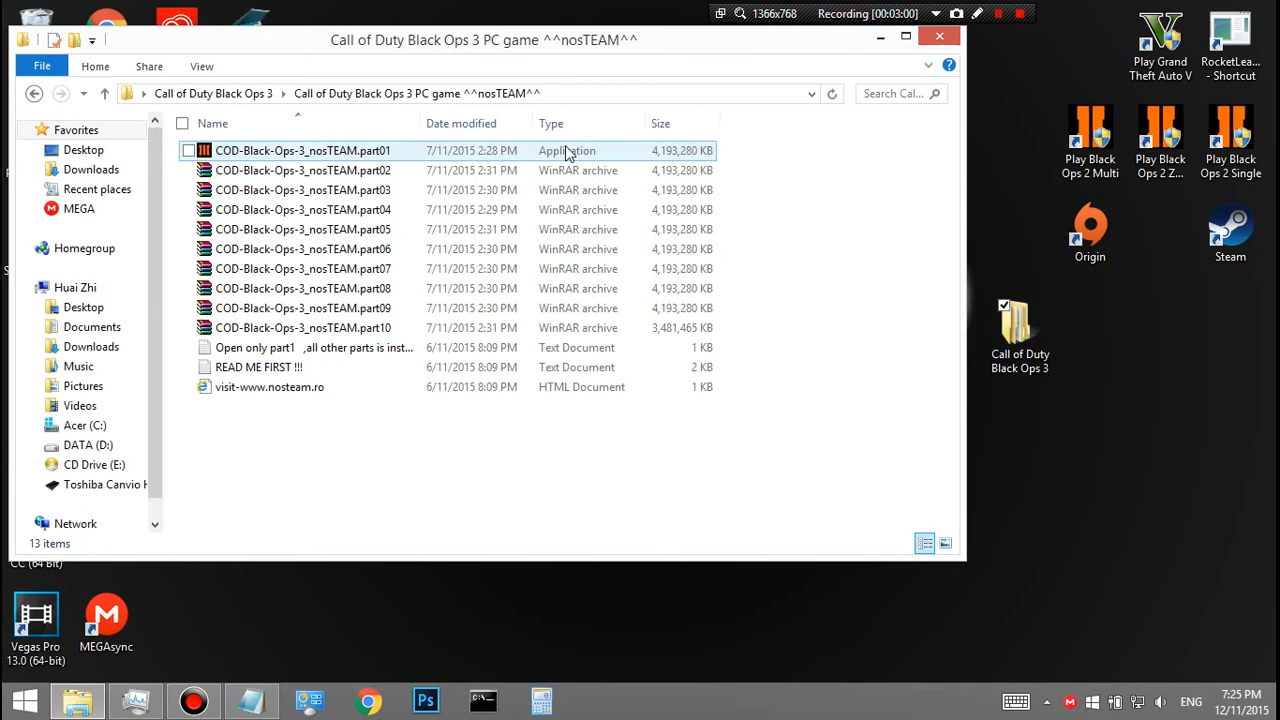 1366x768
Recording [00:03:00]
Call of Duty Black Ops 3 PC game ^^nosTEAM^^
File
Home
Share
View
Call of Duty Black Ops 3
Call of Duty Black Ops 3 PC game ^^nosTEAM^^
Search Cal...
Name
Date modified
Type
Size
COD-Black-Ops-3_nosTEAM.part01 7/11/2015 2:28 PM Application 4,193,280 KB
COD-Black-Ops-3_nosTEAM.part02 7/11/2015 2:31 PM WinRAR archive 4,193,280 KB
COD-Black-Ops-3_nosTEAM.part03 7/11/2015 2:30 PM WinRAR archive 4,193,280 KB
COD-Black-Ops-3_nosTEAM.part04 7/11/2015 2:29 PM WinRAR archive 4,193,280 KB
COD-Black-Ops-3_nosTEAM.part05 7/11/2015 2:31 PM WinRAR archive 4,193,280 KB
COD-Black-Ops-3_nosTEAM.part06 7/11/2015 2:30 PM WinRAR archive 4,193,280 KB
COD-Black-Ops-3_nosTEAM.part07 7/11/2015 2:30 PM WinRAR archive 4,193,280 KB
COD-Black-Ops-3_nosTEAM.part08 7/11/2015 2:30 PM WinRAR archive 4,193,280 KB
COD-Black-Ops-3_nosTEAM.part09 7/11/2015 2:30 PM WinRAR archive 4,193,280 KB
COD-Black-Ops-3_nosTEAM.part10 7/11/2015 2:31 PM WinRAR archive 3,481,465 KB
Open only part1 ,all other parts is inst... 6/11/2015 8:09 PM Text Document 1 KB
READ ME FIRST !!! 6/11/2015 8:09 PM Text Document 2 KB
visit-www.nosteam.ro 6/11/2015 8:09 PM HTML Document 1 KB
Favorites
Desktop
Downloads
Recent places
MEGA
Homegroup
Huai Zhi
Desktop
Documents
Downloads
Music
Pictures
Videos
Acer (C:)
DATA (D:)
CD Drive (E:)
Toshiba Canvio H
Network
13 items
Play Grand
Theft Auto V
RocketLea...
- Shortcut
Play Black
Ops 2 Multi
Play Black
Ops 2 Z...
Play Black
Ops 2 Single
Origin
Steam
Call of Duty
Black Ops 3
CC (64 Bit)
Vegas Pro
13.0 (64-bit)
MEGAsync
Ps
ENG
7:25 PM
12/11/2015